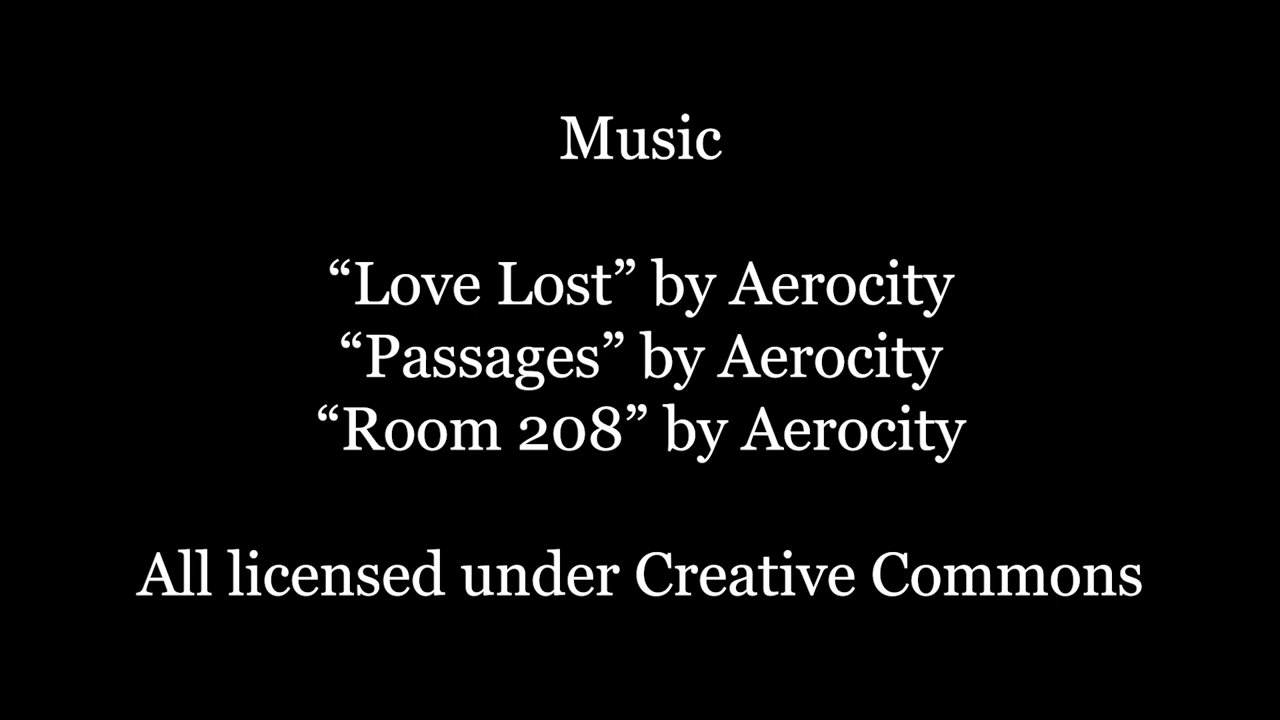 Music
“Love Lost” by Aerocity
“Passages” by Aerocity
“Room 208” by Aerocity
All licensed under Creative Commons